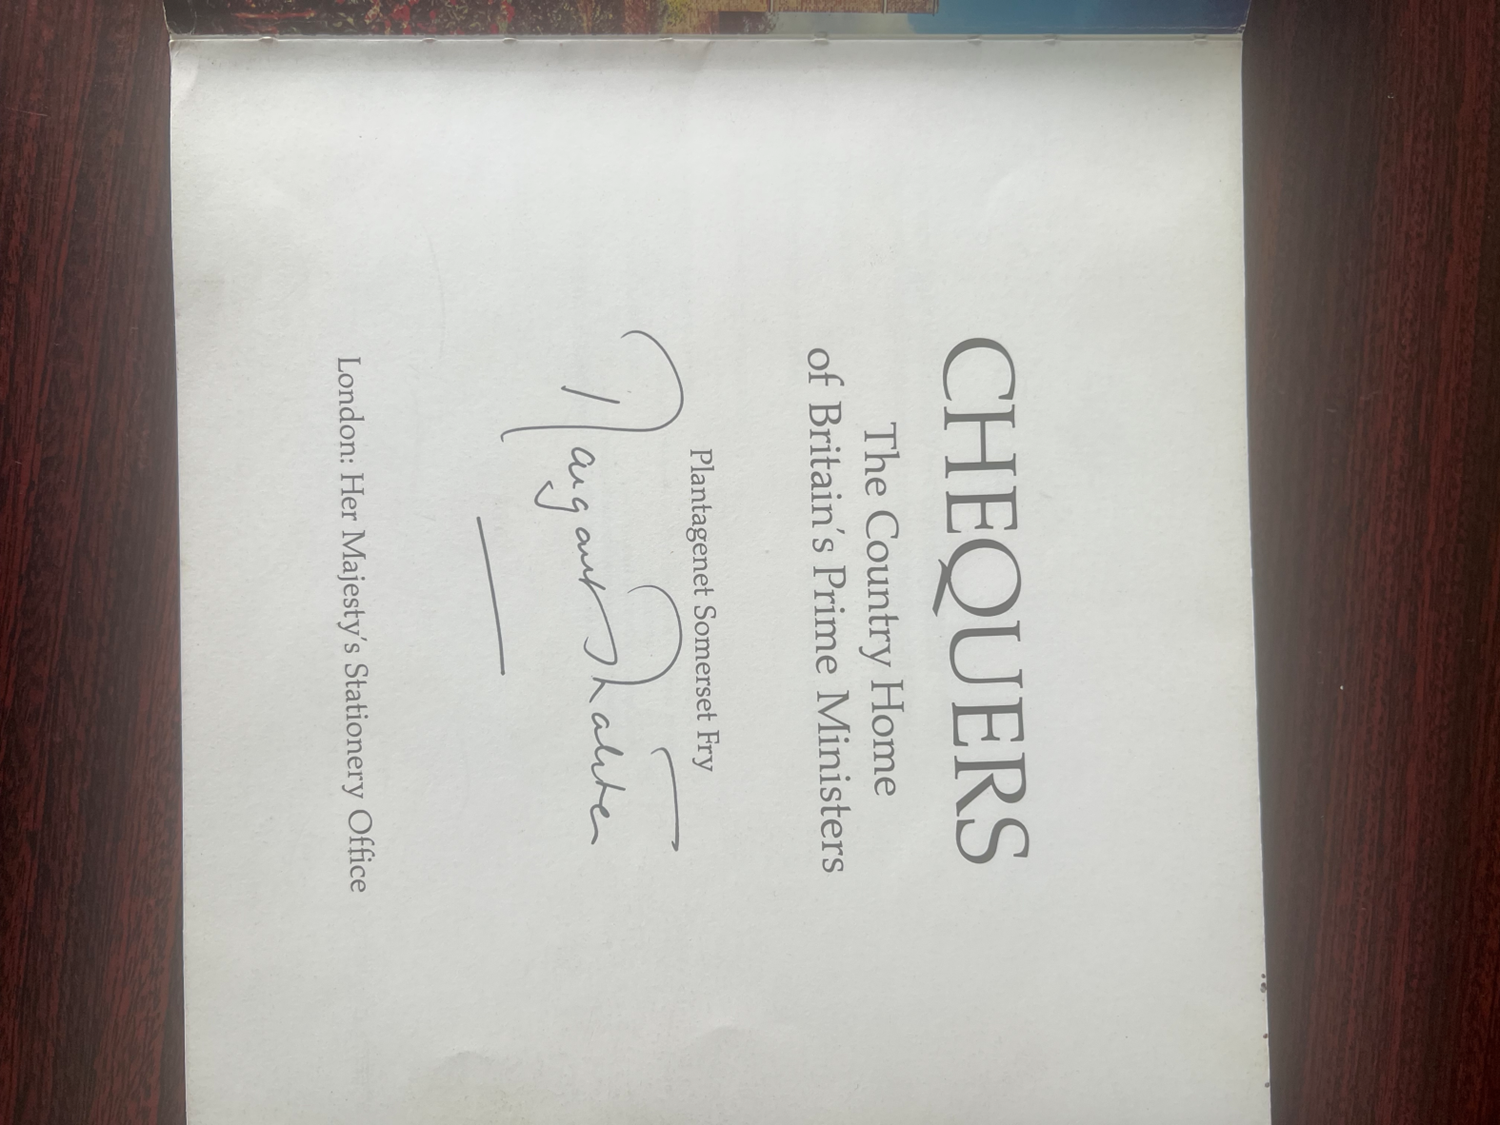 CHEQUERS
The Country Home
of Britain's Prime Ministers
Plantagenet Somerset Fry
Margaret Thatcher
London: Her Majesty's Stationery Office